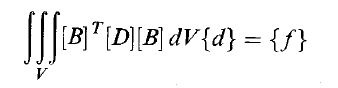 ∭_V [B]^T [D][B] dV{d} = {f}